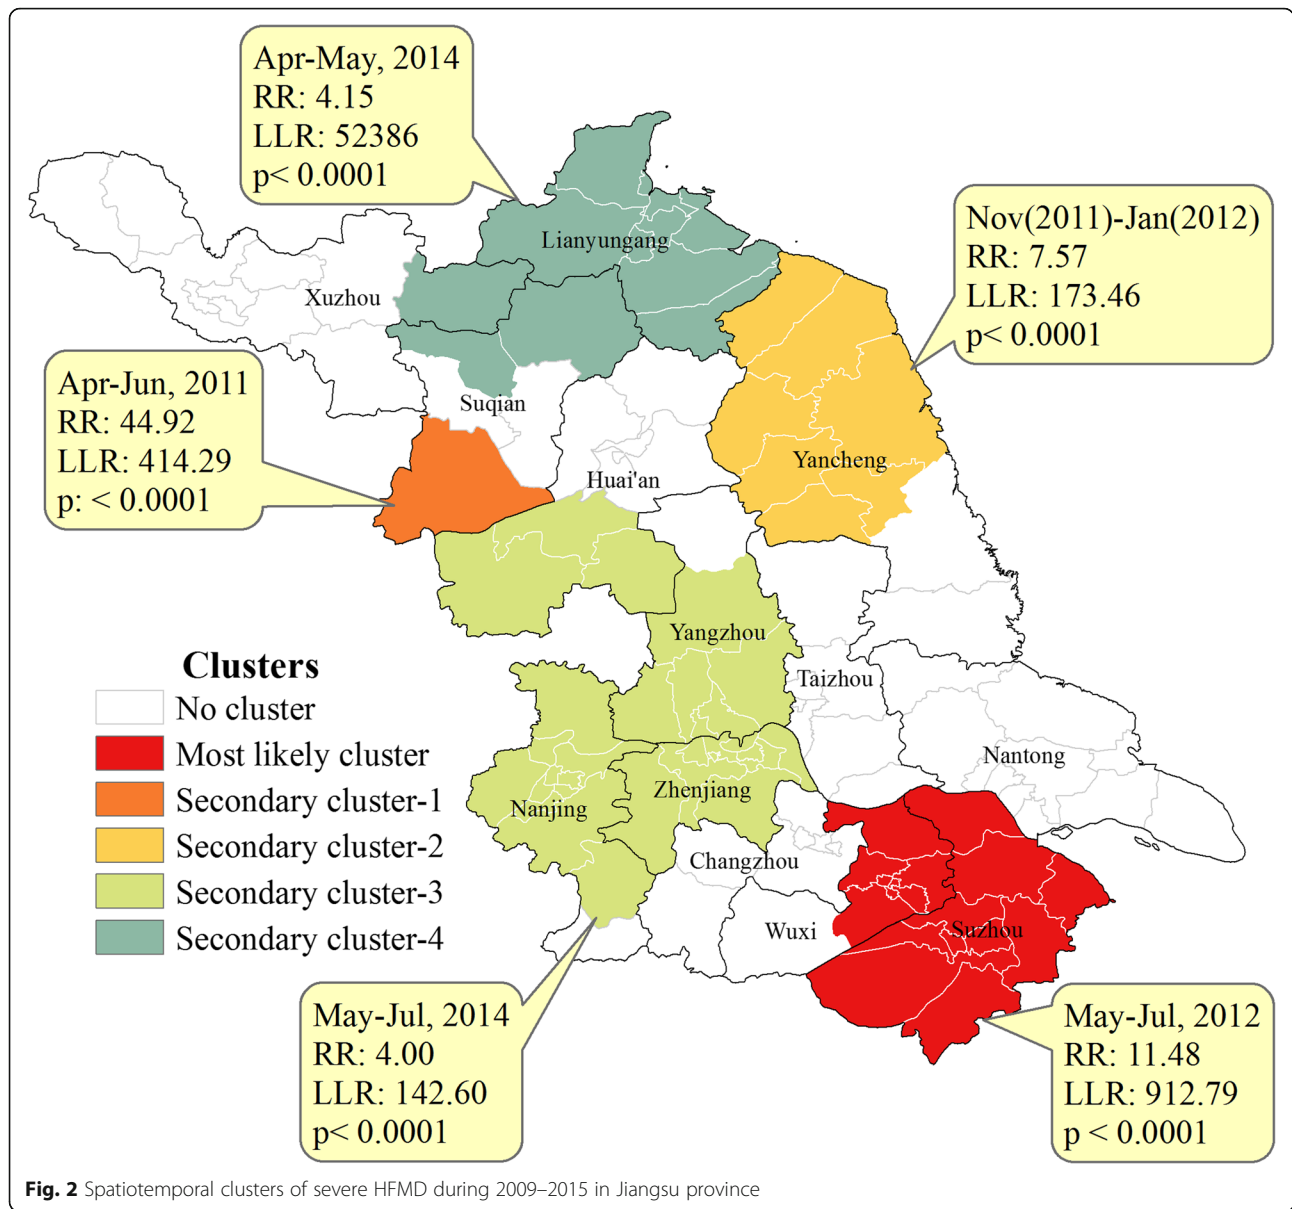 Apr-May, 2014
RR: 4.15
LLR: 52386
p< 0.0001
Nov(2011)-Jan(2012)
RR: 7.57
LLR: 173.46
p< 0.0001
Lianyungang
Xuzhou
Apr-Jun, 2011
RR: 44.92
LLR: 414.29
p: < 0.0001
Suqian
Huai'an
Yancheng
Yangzhou
Taizhou
Nantong
Zhenjiang
Nanjing
Changzhou
Wuxi
Suzhou
Clusters
No cluster
Most likely cluster
Secondary cluster-1
Secondary cluster-2
Secondary cluster-3
Secondary cluster-4
May-Jul, 2014
RR: 4.00
LLR: 142.60
p< 0.0001
May-Jul, 2012
RR: 11.48
LLR: 912.79
p < 0.0001
Fig. 2 Spatiotemporal clusters of severe HFMD during 2009–2015 in Jiangsu province